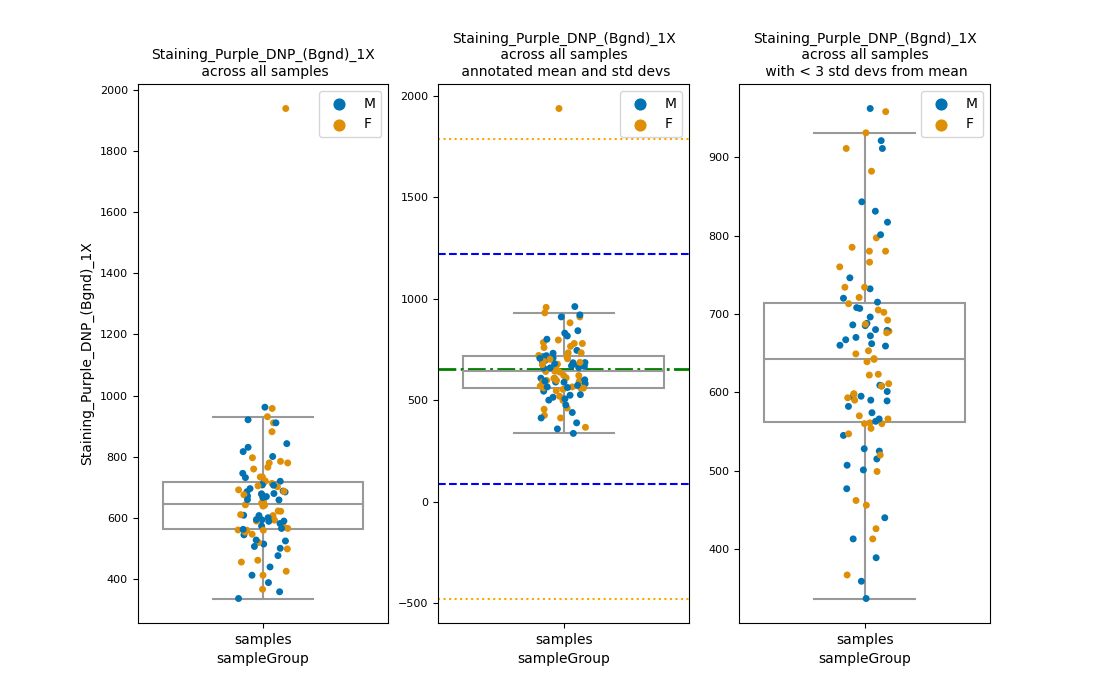 Staining_Purple_DNP_(Bgnd)_1X
across all samples
Staining_Purple_DNP_(Bgnd)_1X
across all samples
annotated mean and std devs
Staining_Purple_DNP_(Bgnd)_1X
across all samples
with < 3 std devs from mean
Staining_Purple_DNP_(Bgnd)_1X
2000
1800
1600
1400
1200
1000
800
600
400
M
F
samples
sampleGroup
2000
1500
1000
500
0
−500
M
F
samples
sampleGroup
900
800
700
600
500
400
M
F
samples
sampleGroup